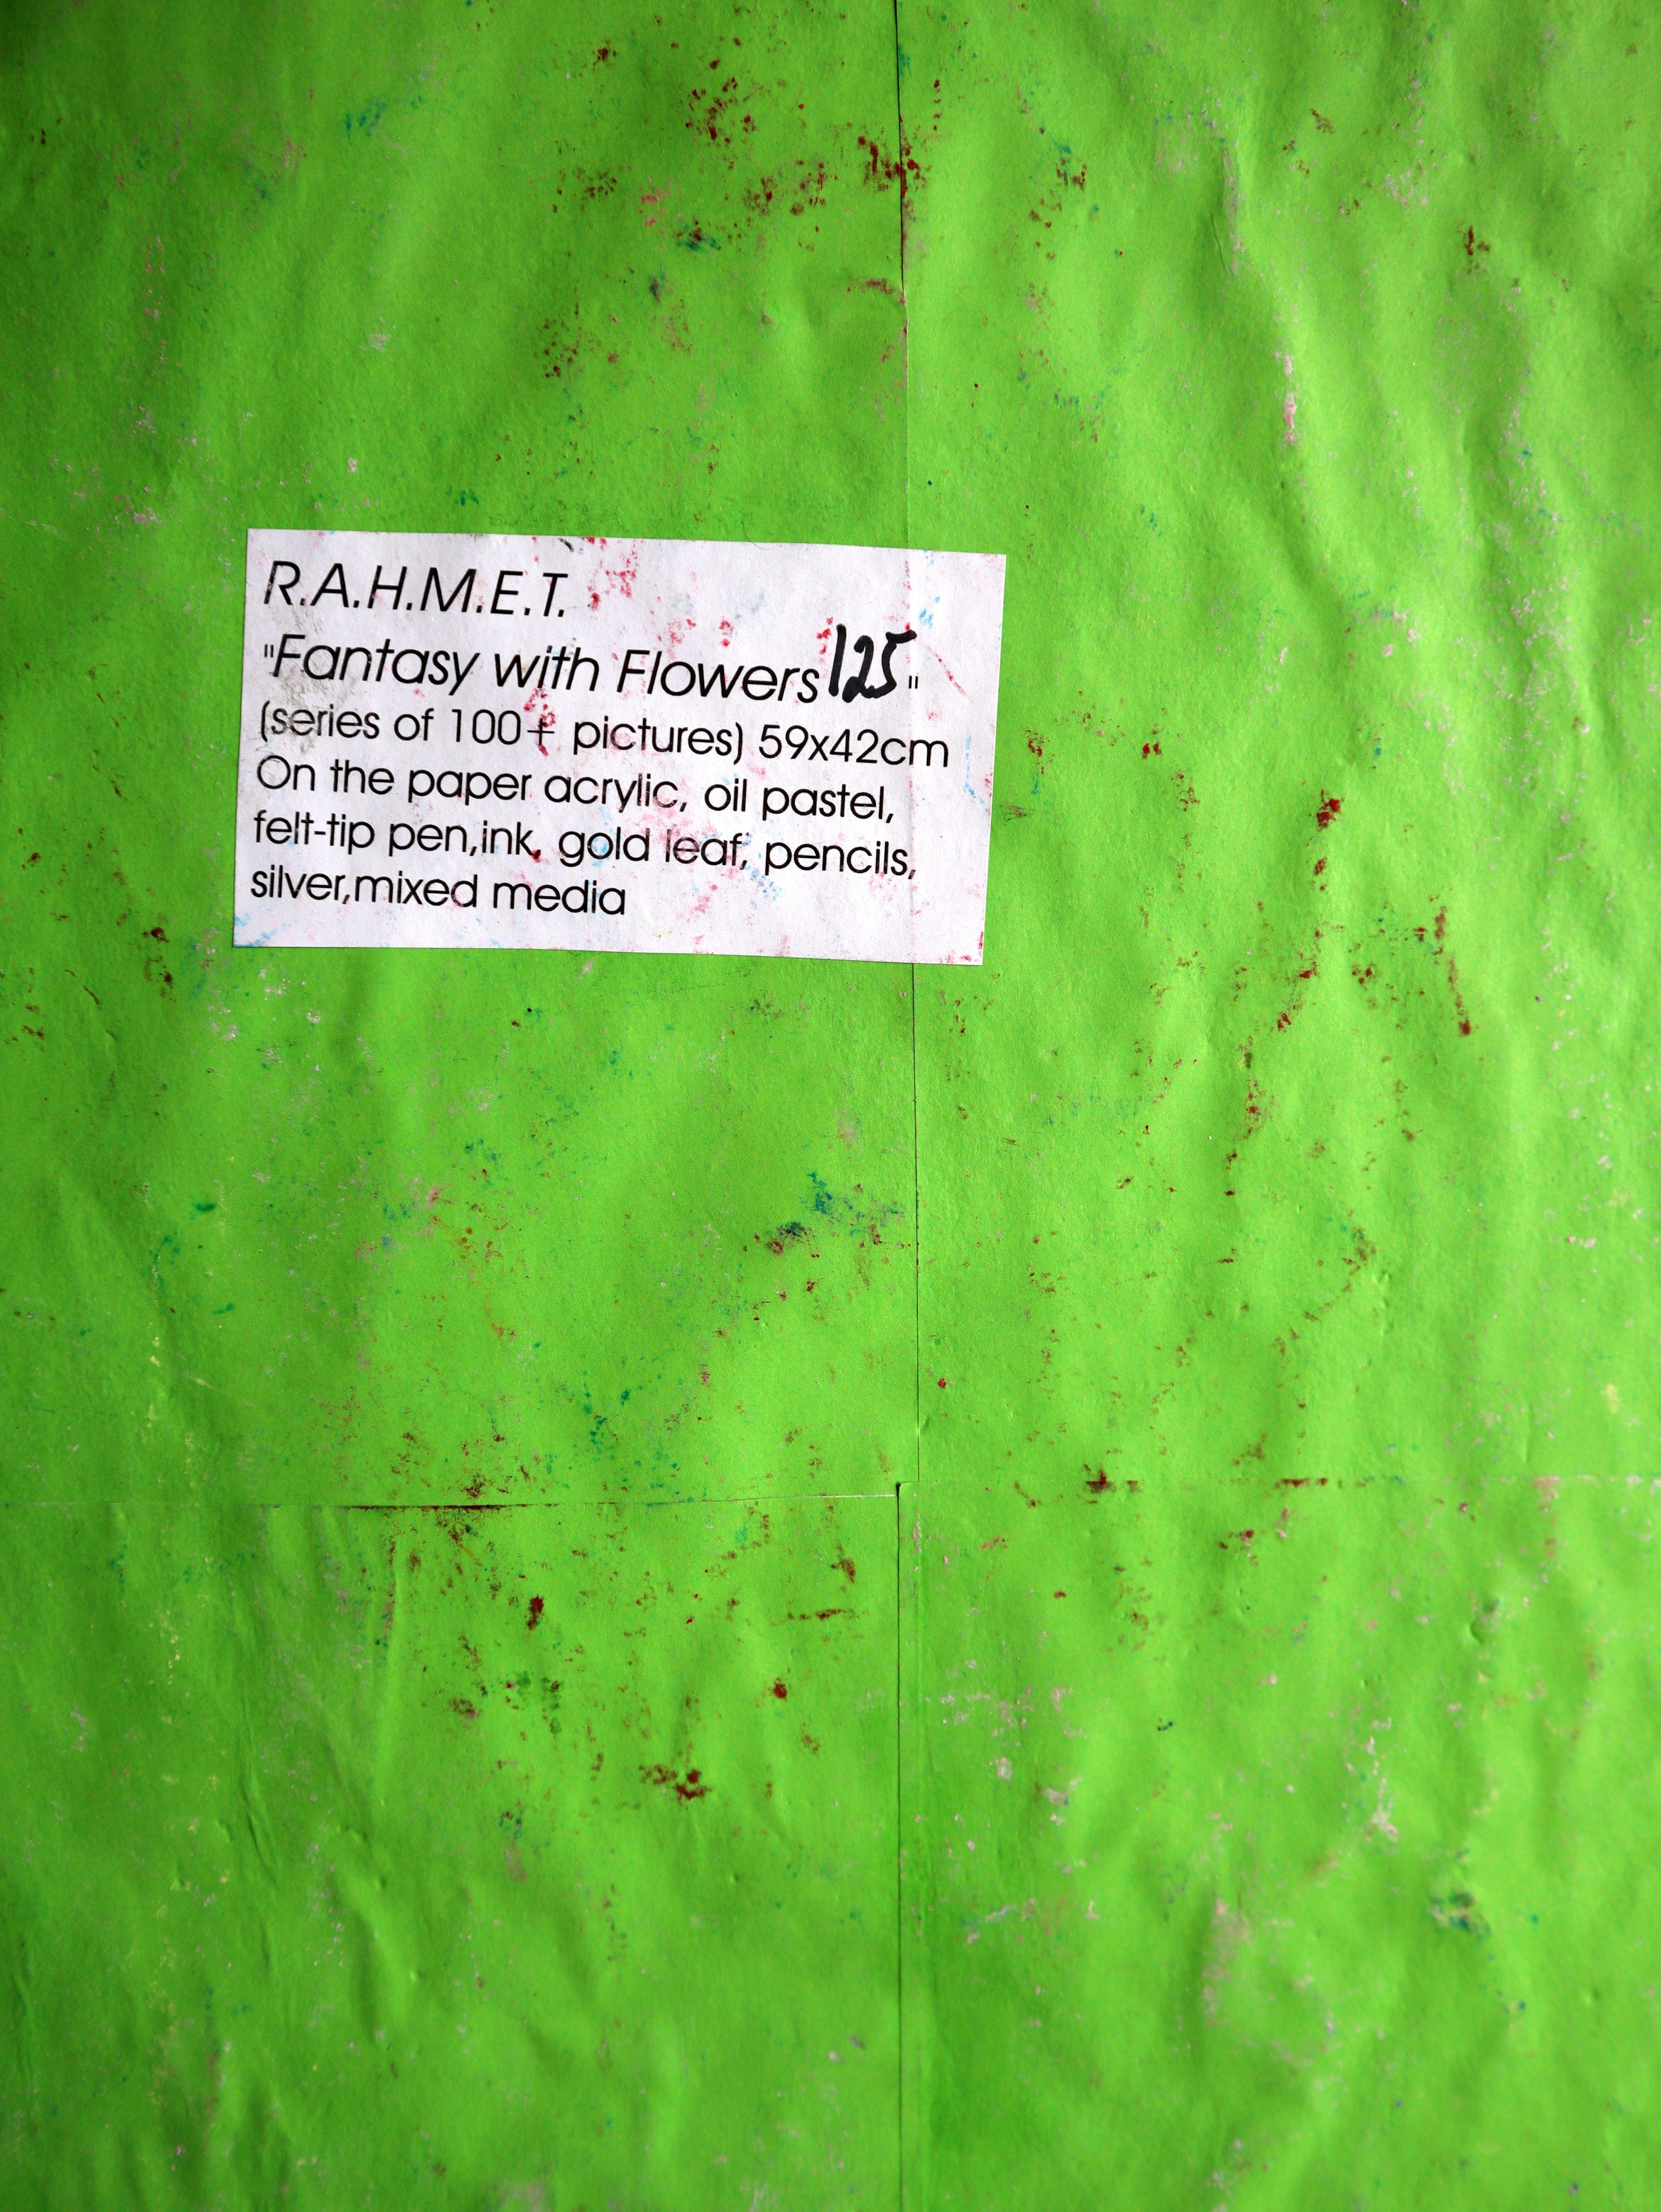 R.A.H.M.E.T.
"Fantasy with Flowers 125"
(series of 100+ pictures) 59x42cm
On the paper acrylic, oil pastel,
felt-tip pen,ink, gold leaf, pencils,
silver,mixed media